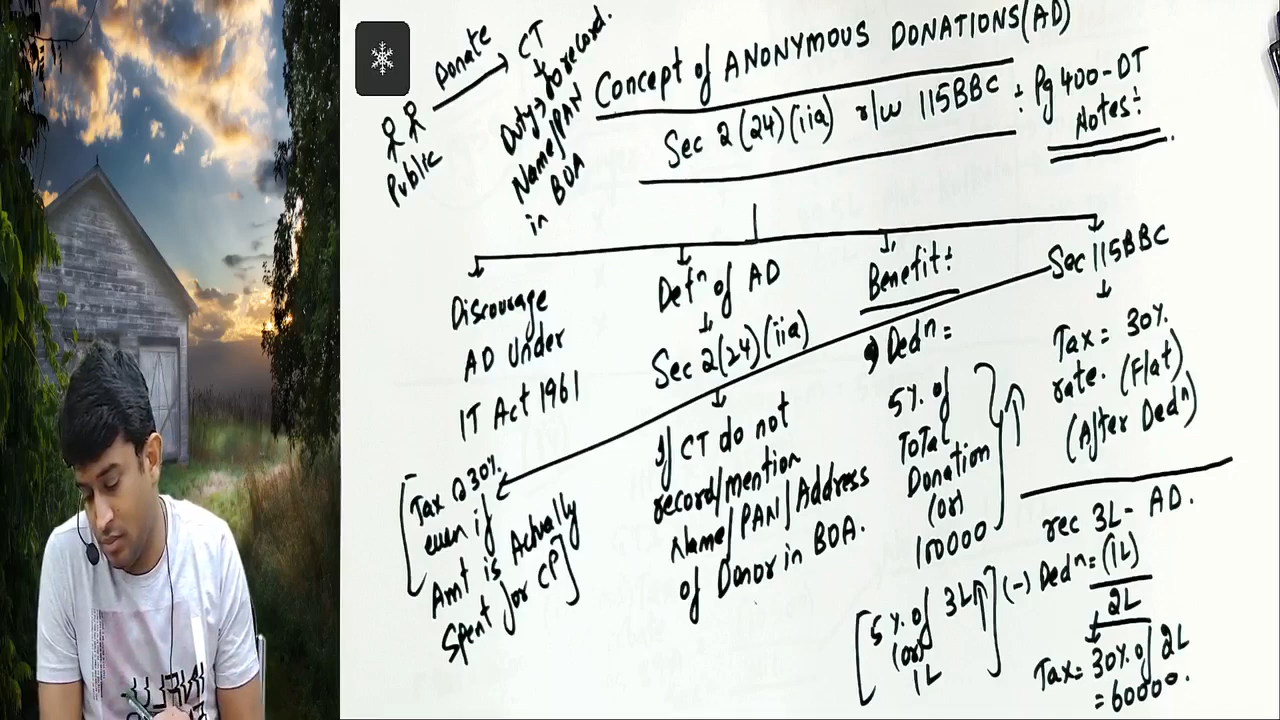 Concept of ANONYMOUS DONATIONS(AD)
Sec 2(24)(iia) r/w 115BBC : Pg 400-DT
Notes:
Public
Donate
CT
Duty → to record
Name/PAN
in BOA
Discourage
AD Under
IT Act 1961
[Tax @30%
even if
Amt is Actually
Spent for CP]
Defn of AD
Sec 2(24)(iia)
If CT do not
record/mention
Name/PAN/Address
of Donor in BOA.
Benefit:
Dedn =
5% of
Total
Donation
(or)
100000
[5% of 3L↑
(or)
1L]
Sec 115BBC
Tax = 30%
rate. (Flat)
(After Dedn)
rec 3L- AD.
(-) Dedn = (1L)
2L
Tax = 30% of 2L
= 60000.